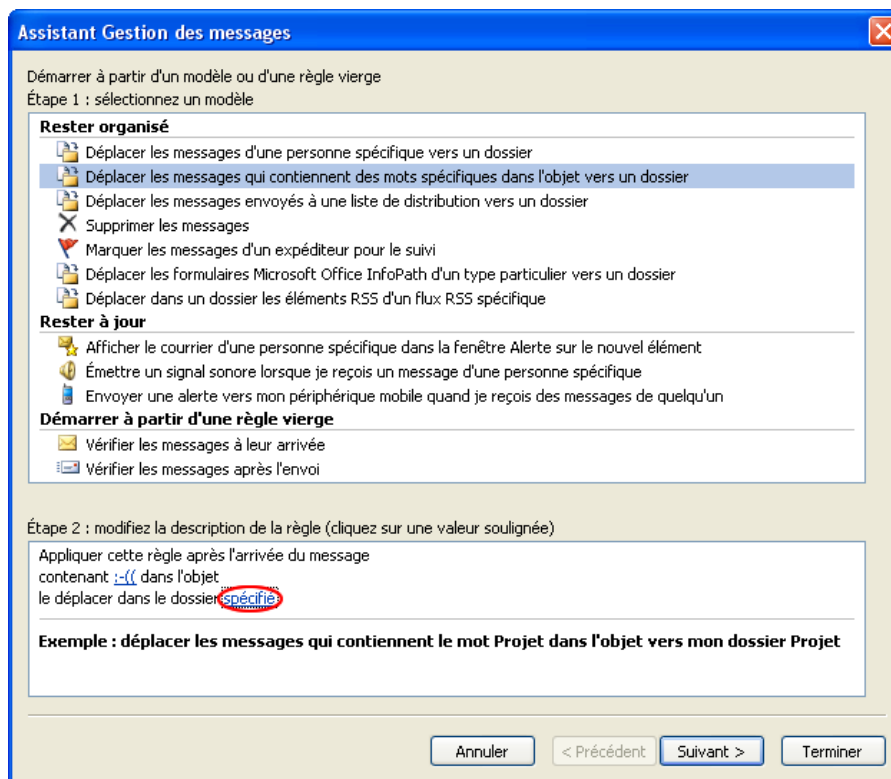 Assistant Gestion des messages
Démarrer à partir d'un modèle ou d'une règle vierge
Étape 1 : sélectionnez un modèle
Rester organisé
Déplacer les messages d'une personne spécifique vers un dossier
Déplacer les messages qui contiennent des mots spécifiques dans l'objet vers un dossier
Déplacer les messages envoyés à une liste de distribution vers un dossier
Supprimer les messages
Marquer les messages d'un expéditeur pour le suivi
Déplacer les formulaires Microsoft Office InfoPath d'un type particulier vers un dossier
Déplacer dans un dossier les éléments RSS d'un flux RSS spécifique
Rester à jour
Afficher le courrier d'une personne spécifique dans la fenêtre Alerte sur le nouvel élément
Émettre un signal sonore lorsque je reçois un message d'une personne spécifique
Envoyer une alerte vers mon périphérique mobile quand je reçois des messages de quelqu'un
Démarrer à partir d'une règle vierge
Vérifier les messages à leur arrivée
Vérifier les messages après l'envoi
Étape 2 : modifiez la description de la règle (cliquez sur une valeur soulignée)
Appliquer cette règle après l'arrivée du message
contenant :-(( dans l'objet
le déplacer dans le dossier spécifié
Exemple : déplacer les messages qui contiennent le mot Projet dans l'objet vers mon dossier Projet
Annuler < Précédent Suivant > Terminer